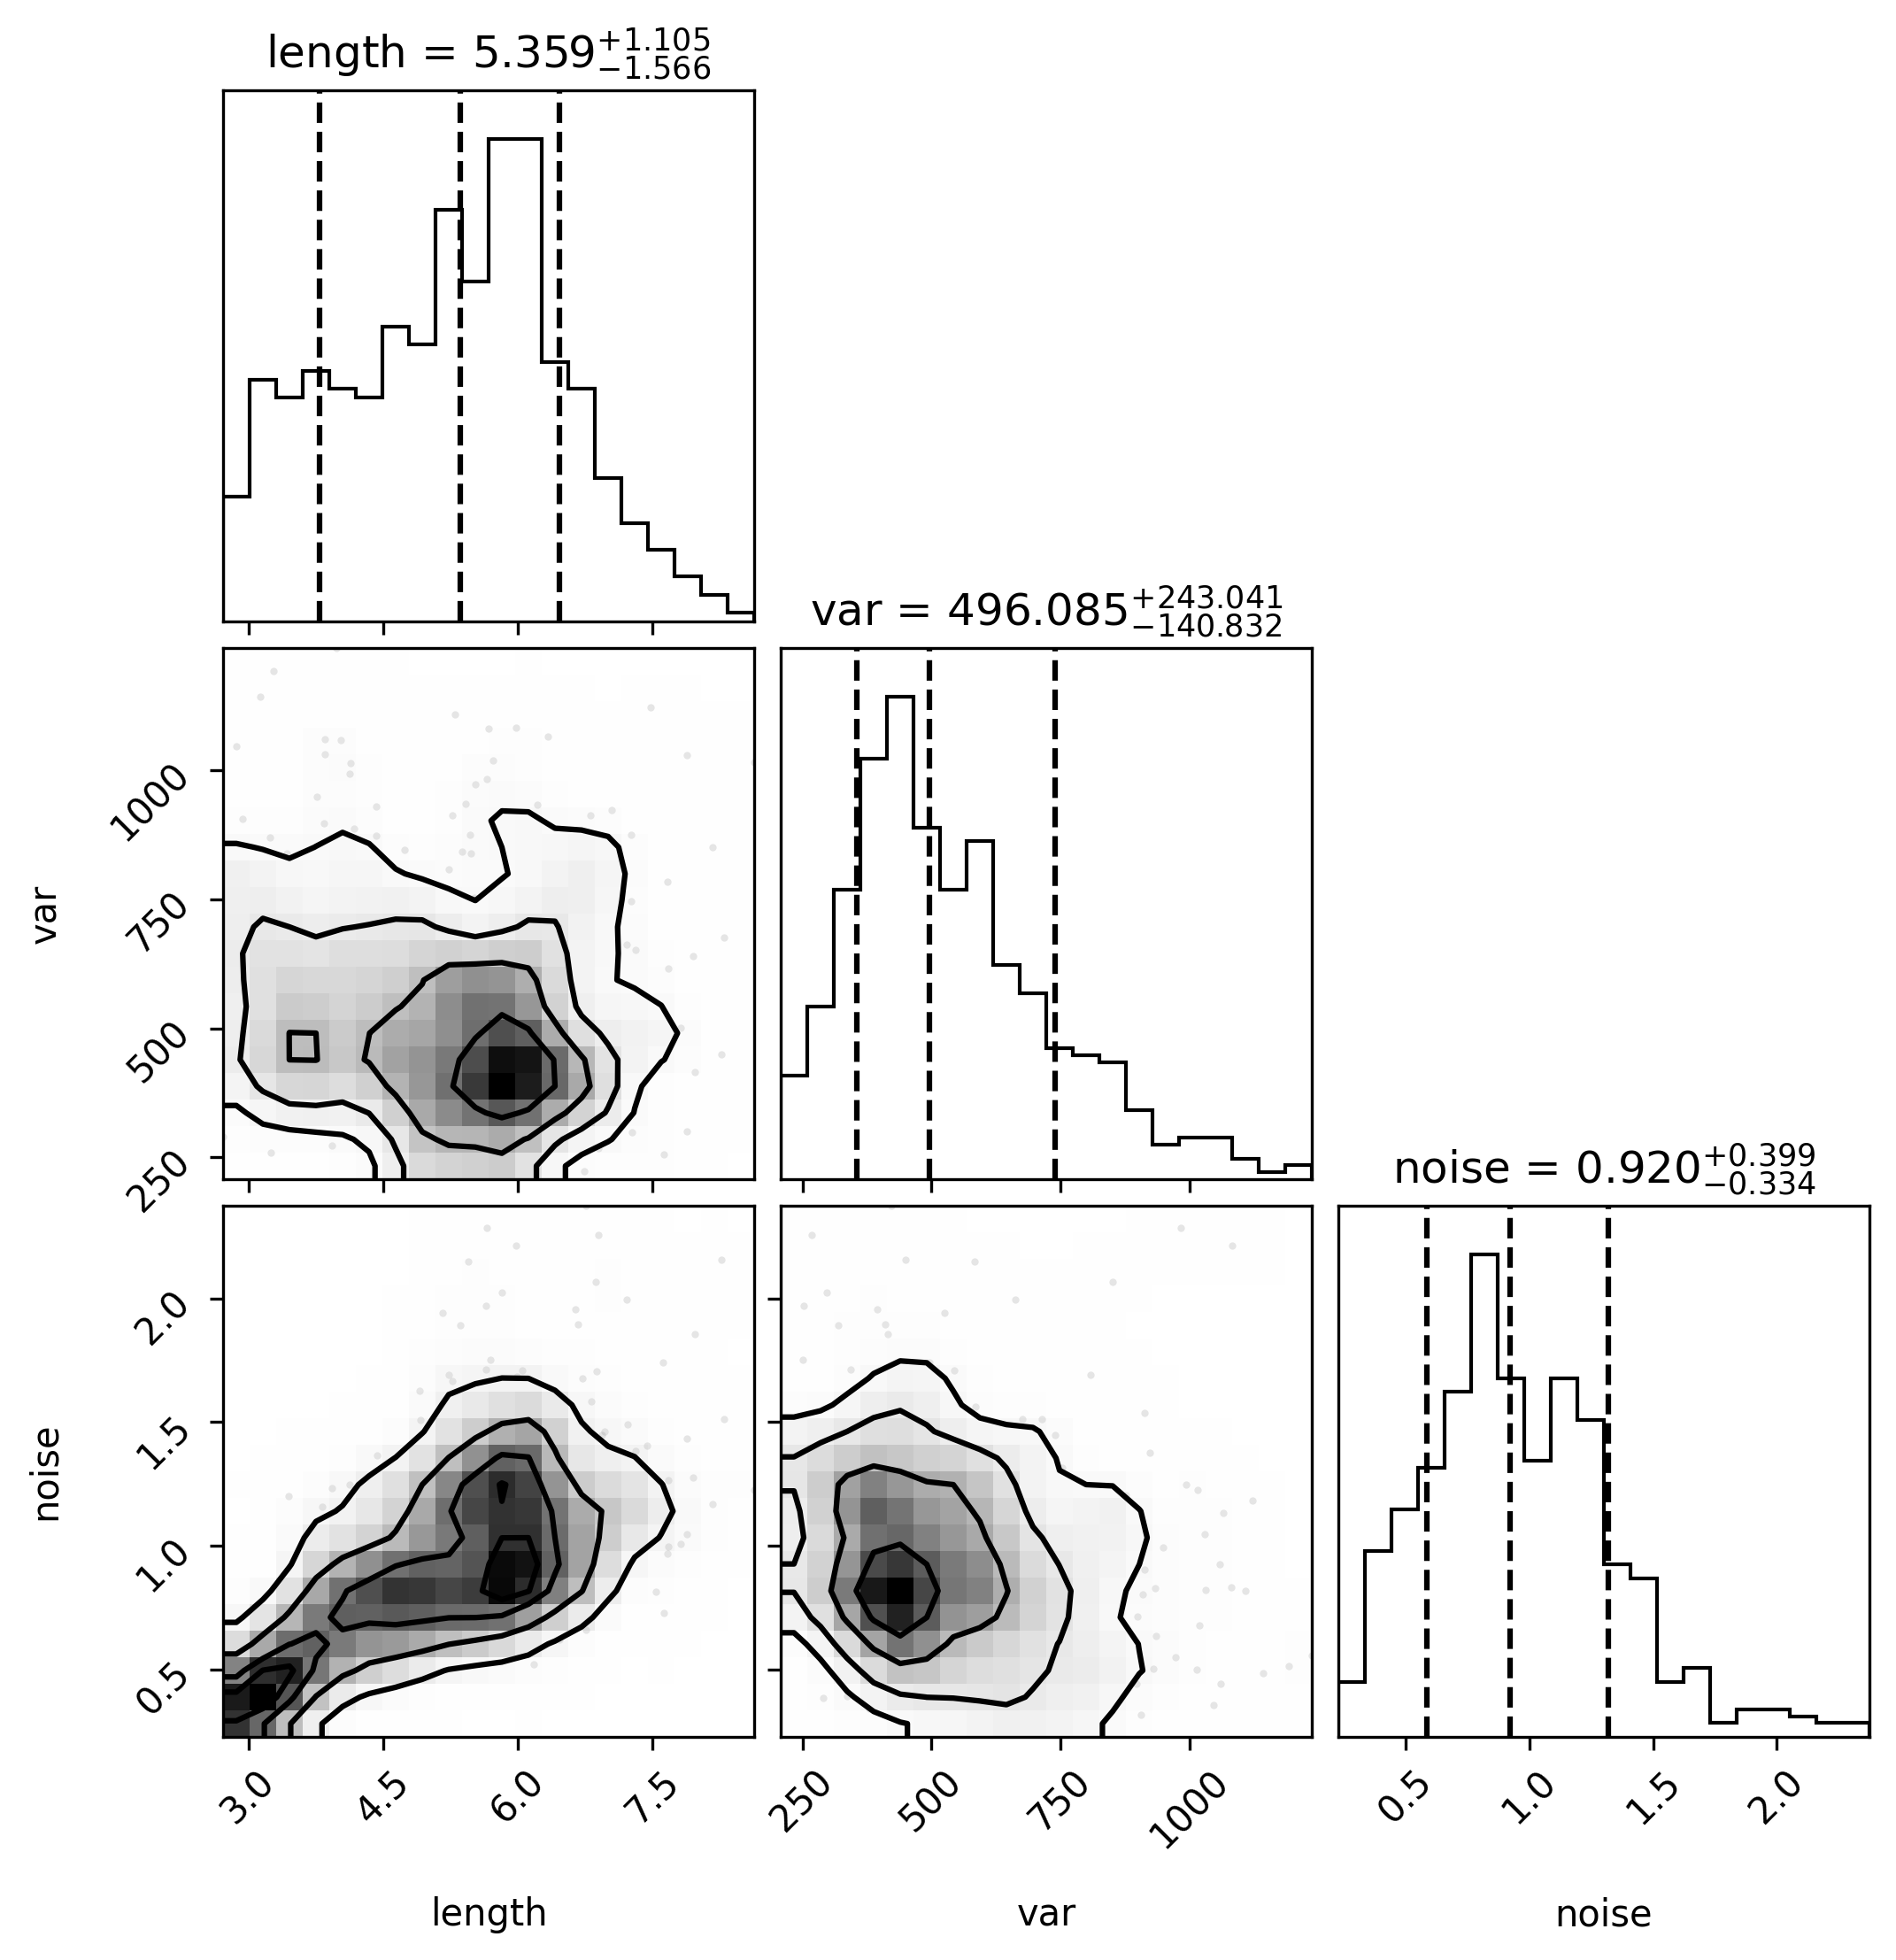 length = 5.359+1.105 −1.566
var = 496.085+243.041 −140.832
1000
750
500
250
var
noise = 0.920+0.399 −0.334
2.0
1.5
1.0
0.5
noise
3.0 4.5 6.0 7.5 250 500 750 1000 0.5 1.0 1.5 2.0
length var noise